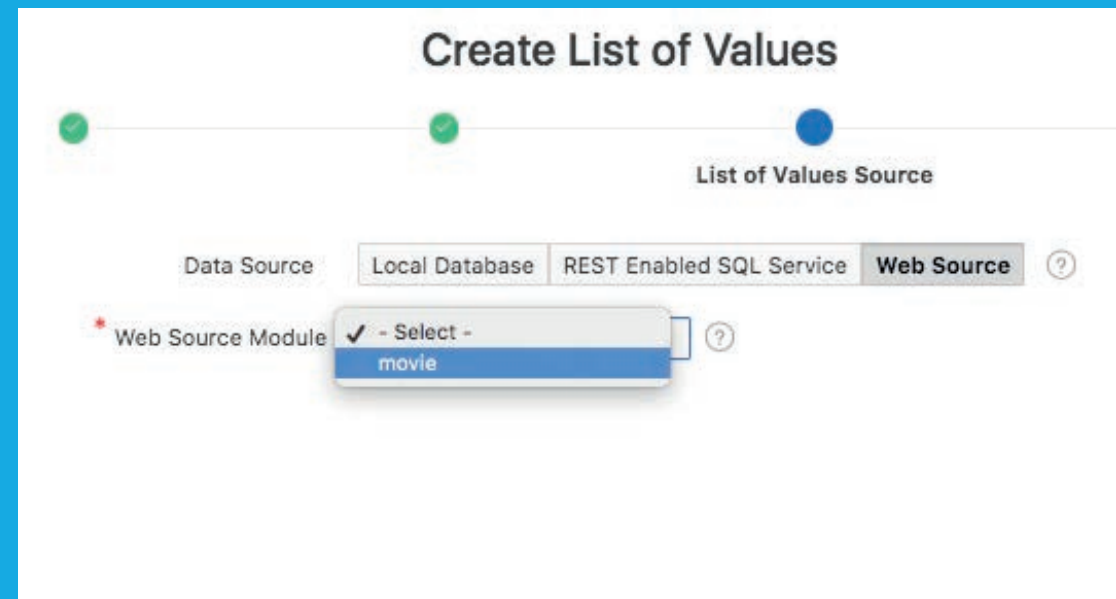 Create List of Values
List of Values Source
Data Source Local Database REST Enabled SQL Service Web Source ?
* Web Source Module ✓ - Select - ?
movie